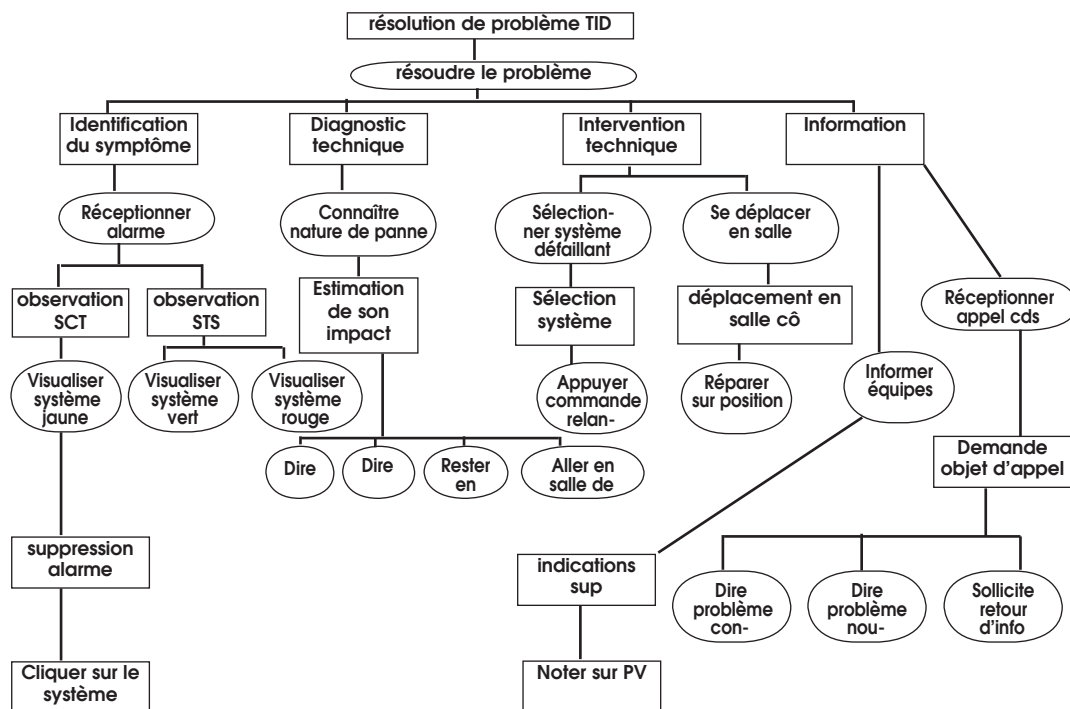 résolution de problème TID
résoudre le problème
Identification
du symptôme
Diagnostic
technique
Intervention
technique
Information
Réceptionner
alarme
Connaître
nature de panne
Sélection-
ner système
défaillant
Se déplacer
en salle
observation
SCT
observation
STS
Estimation
de son
impact
Sélection
système
déplacement en
salle cô
Réceptionner
appel cds
Visualiser
système
jaune
Visualiser
système
vert
Visualiser
système
rouge
Appuyer
commande
relan-
Réparer
sur position
Informer
équipes
Dire
Dire
Rester
en
Aller en
salle de
Demande
objet d'appel
suppression
alarme
indications
sup
Dire
problème
con-
Dire
problème
nou-
Sollicite
retour
d'info
Cliquer sur le
système
Noter sur PV